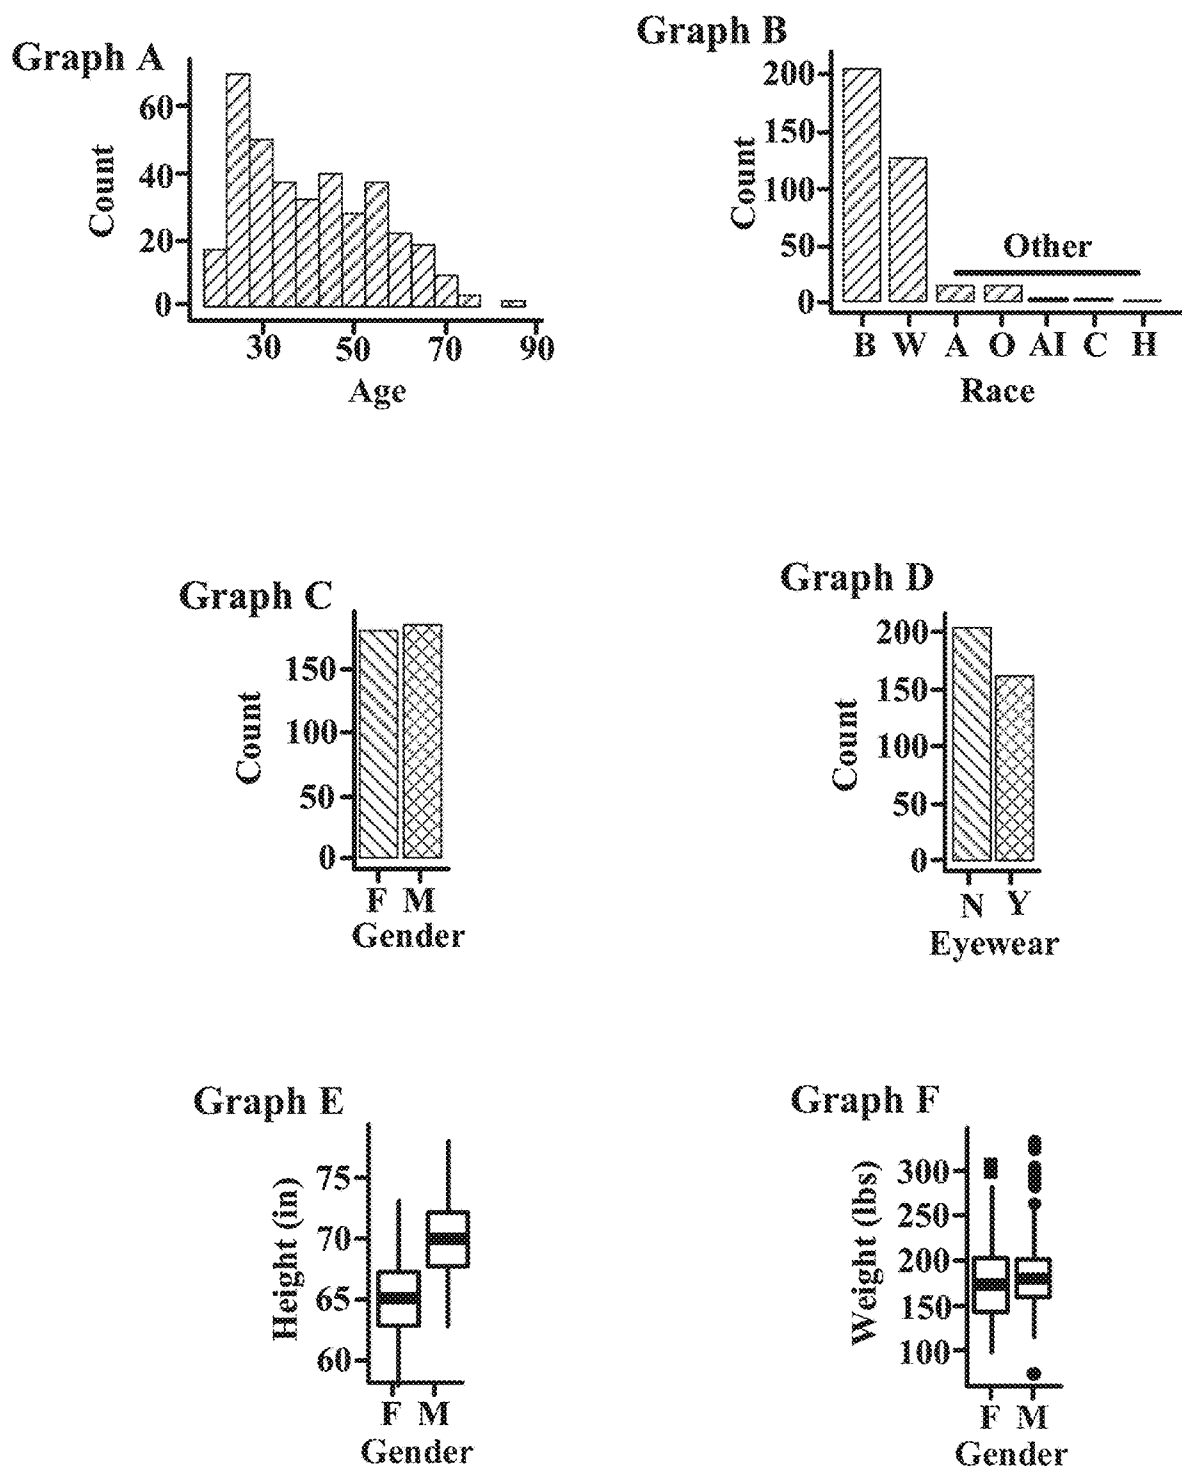 Graph A
60
40
20
0
Count
30 50 70 90
Age
Graph B
200
150
100
50
0
Count
Other
B W A O AI C H
Race
Graph C
150
100
50
0
Count
F M
Gender
Graph D
200
150
100
50
0
Count
N Y
Eyewear
Graph E
75
70
65
60
Height (in)
F M
Gender
Graph F
300
250
200
150
100
Weight (lbs)
F M
Gender